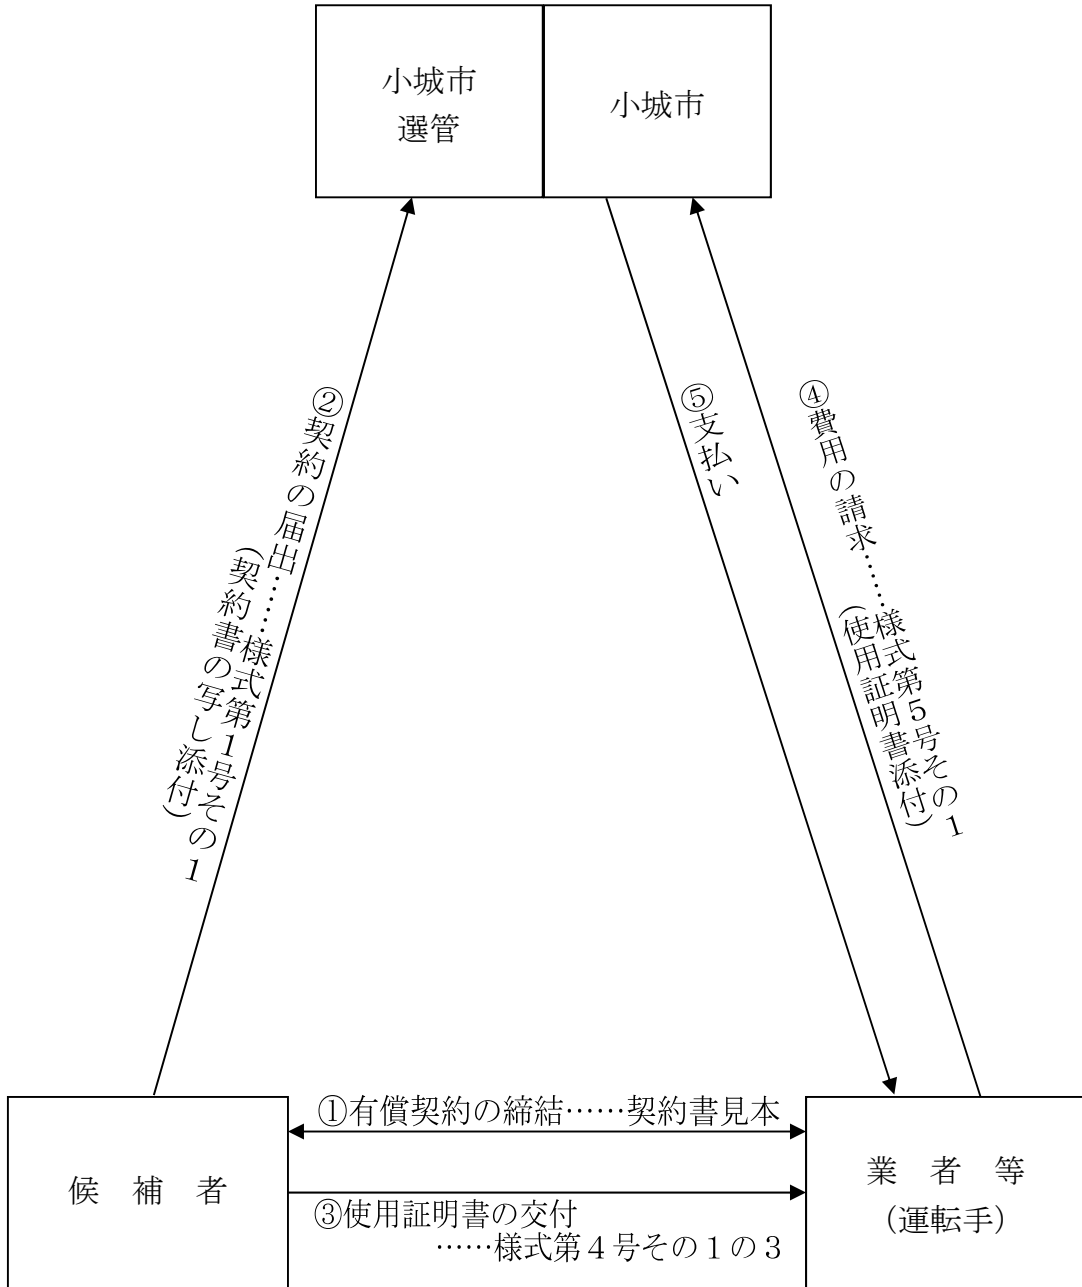 小城市
選管
小城市
②契約の届出……様式第1号その1
(契約書の写し添付)
⑤支払い
④費用の請求……様式第5号その1
(使用証明書添付)
①有償契約の締結……契約書見本
候　補　者
業　者　等
(運転手)
③使用証明書の交付
……様式第4号その1の3